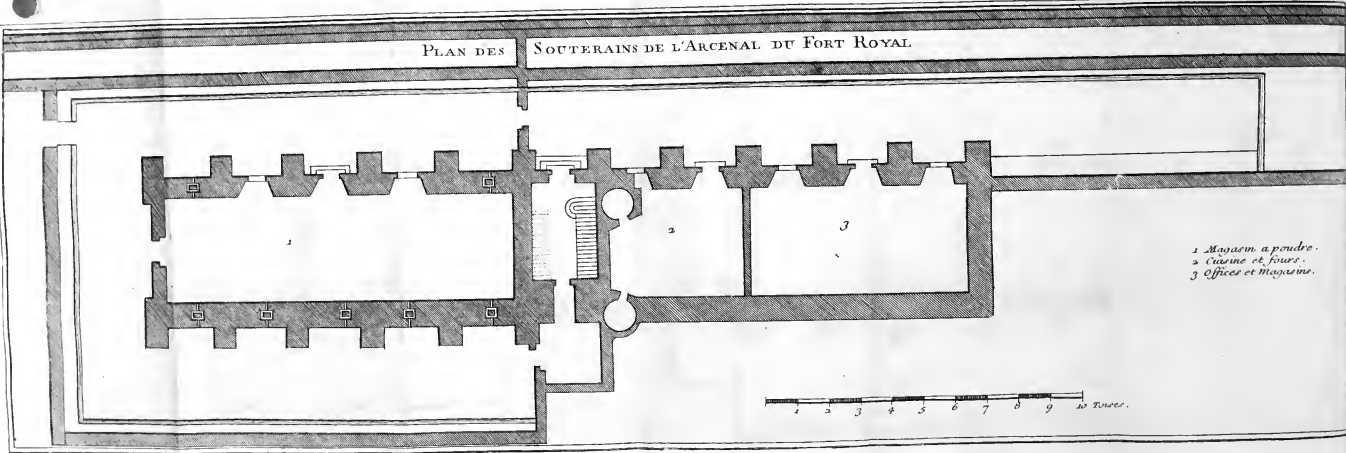 PLAN DES SOUTERAINS DE L'ARCENAL DU FORT ROYAL
1
2
3
1 Magasin a poudre.
2 Cuisine et fours.
3 Offices et Magasins.
1 2 3 4 5 6 7 8 9 10 Toises.